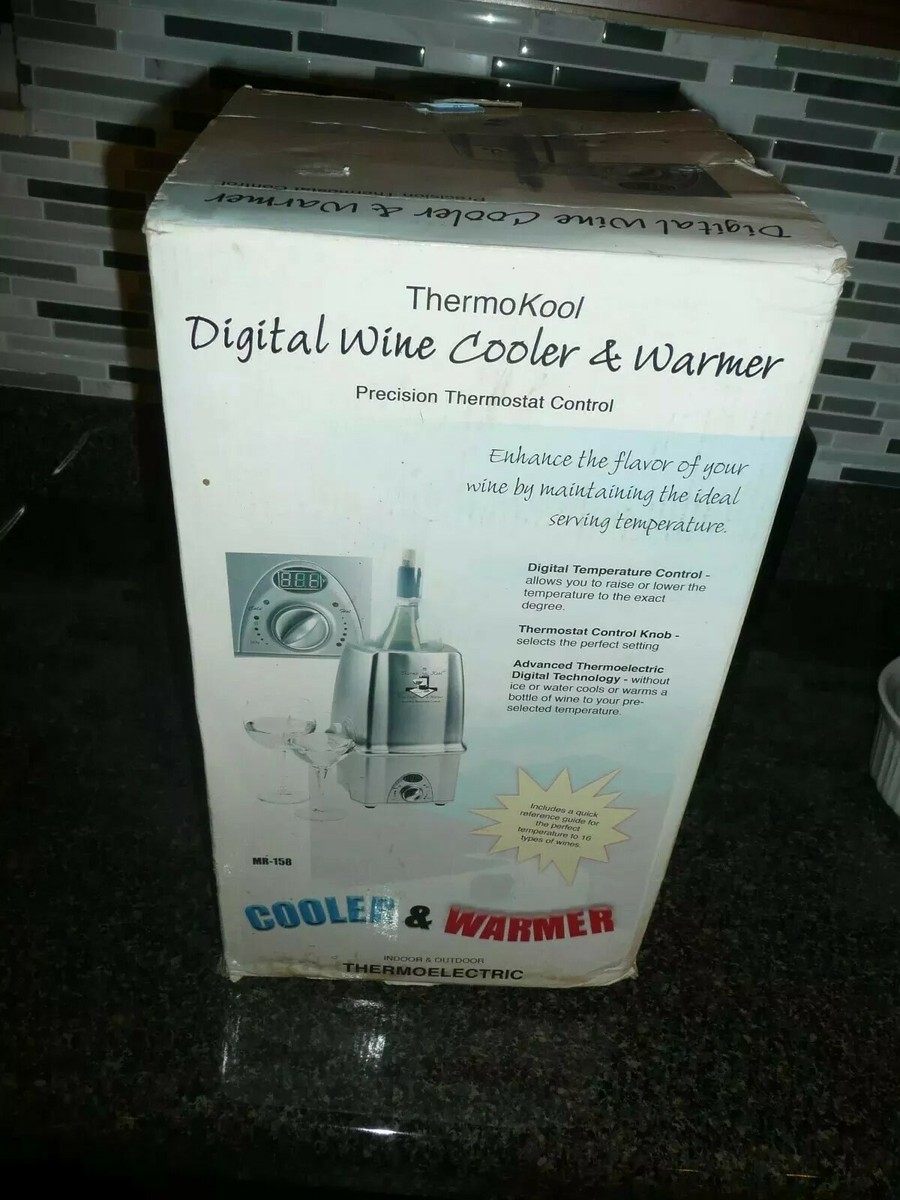 Precision Thermostat Control
Digital Wine Cooler & Warmer
ThermoKool
Digital Wine Cooler & Warmer
Precision Thermostat Control
Enhance the flavor of your
wine by maintaining the ideal
serving temperature.
Digital Temperature Control -
allows you to raise or lower the
temperature to the exact
degree.
Thermostat Control Knob -
selects the perfect setting
Advanced Thermoelectric
Digital Technology - without
ice or water cools or warms a
bottle of wine to your pre-
selected temperature.
Includes a quick
reference guide for
the perfect
temperature to 16
types of wines.
MR-158
COOLER & WARMER
INDOOR & OUTDOOR
THERMOELECTRIC